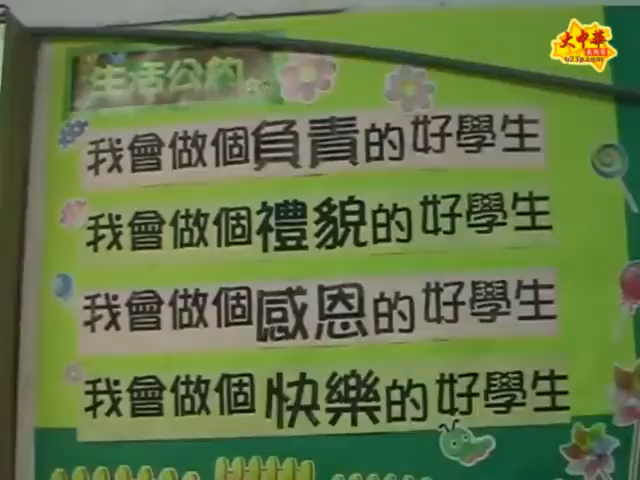 大中華
b23p.com
生活公約
我會做個負責的好學生
我會做個禮貌的好學生
我會做個感恩的好學生
我會做個快樂的好學生